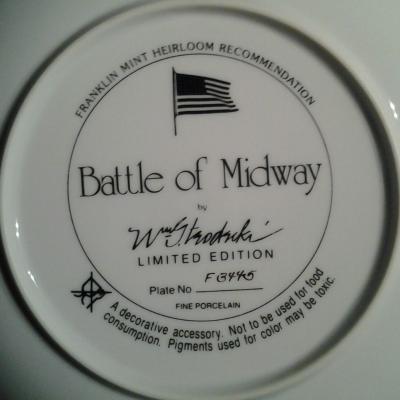 FRANKLIN MINT HEIRLOOM RECOMMENDATION
Battle of Midway
by
LIMITED EDITION
Plate No FG445
FINE PORCELAIN
A decorative accessory. Not to be used for food
consumption. Pigments used for color may be toxic.